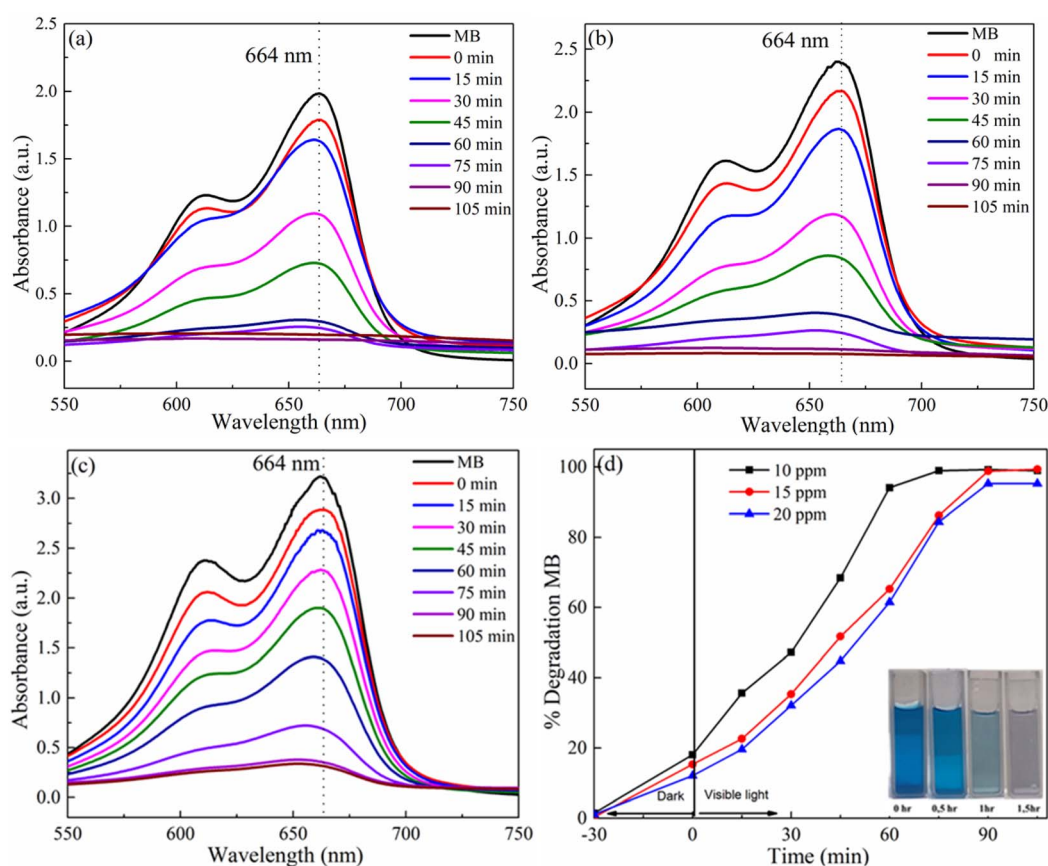 (a)
664 nm
MB
0 min
15 min
30 min
45 min
60 min
75 min
90 min
105 min
2.5
2.0
1.5
1.0
0.5
0.0
Absorbance (a.u.)
550 600 650 700 750
Wavelength (nm)
(b)
664 nm
MB
0 min
15 min
30 min
45 min
60 min
75 min
90 min
105 min
2.5
2.0
1.5
1.0
0.5
0.0
Absorbance (a.u.)
550 600 650 700 750
Wavelength (nm)
(c)
664 nm
MB
0 min
15 min
30 min
45 min
60 min
75 min
90 min
105 min
3.0
2.5
2.0
1.5
1.0
0.5
0.0
Absorbance (a.u.)
550 600 650 700 750
Wavelength (nm)
(d)
10 ppm
15 ppm
20 ppm
100
80
60
40
20
0
% Degradation MB
Dark
Visible light
0 hr 0,5 hr 1hr 1,5hr
-30 0 30 60 90
Time (min)